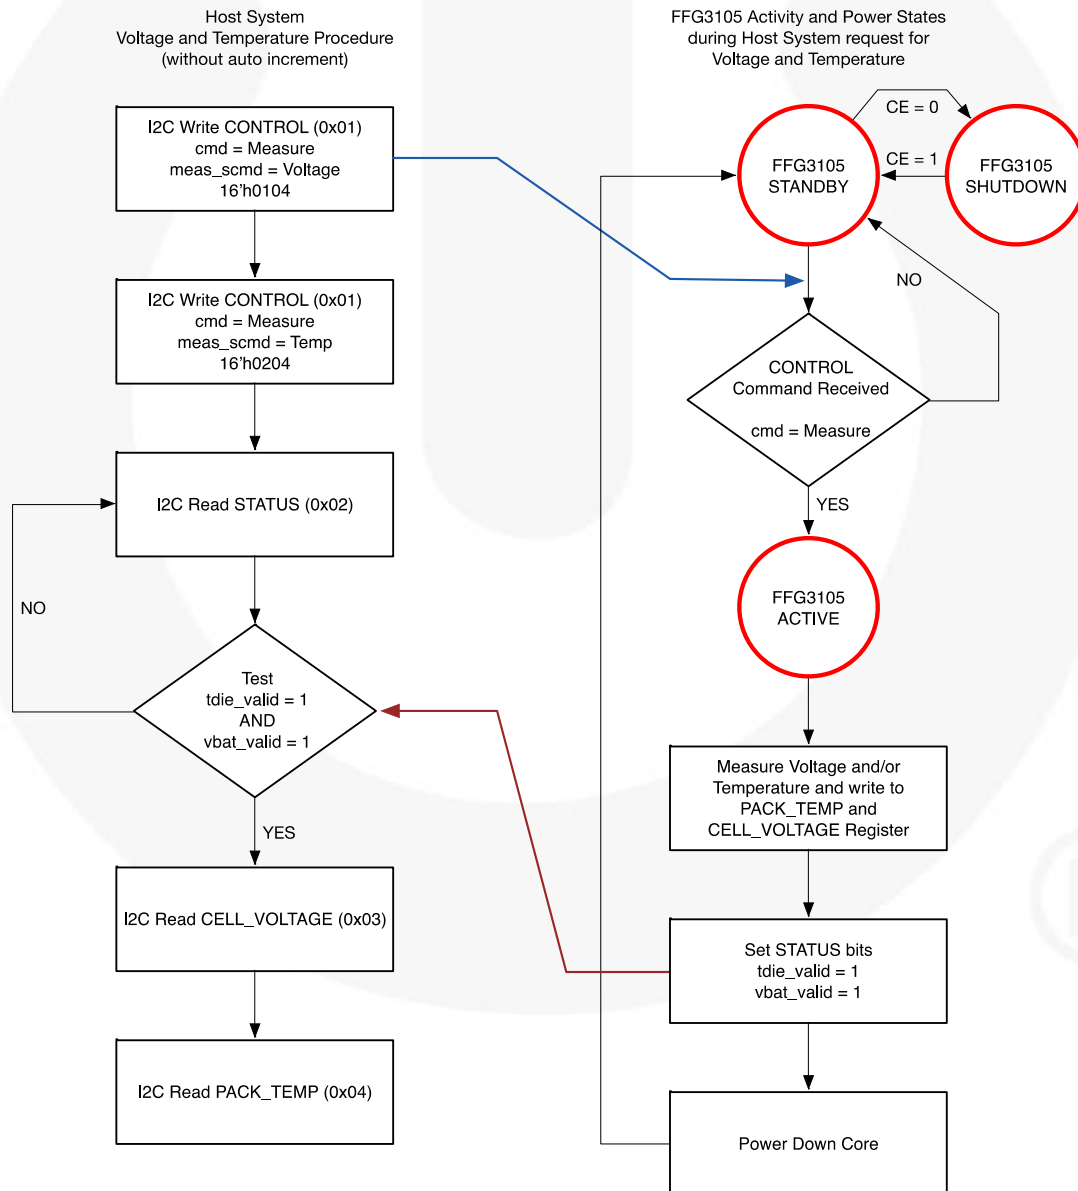 Host System
Voltage and Temperature Procedure
(without auto increment)
I2C Write CONTROL (0x01)
cmd = Measure
meas_scmd = Voltage
16'h0104
I2C Write CONTROL (0x01)
cmd = Measure
meas_scmd = Temp
16'h0204
I2C Read STATUS (0x02)
NO
Test
tdie_valid = 1
AND
vbat_valid = 1
YES
I2C Read CELL_VOLTAGE (0x03)
I2C Read PACK_TEMP (0x04)
FFG3105 Activity and Power States
during Host System request for
Voltage and Temperature
CE = 0
CE = 1
FFG3105
STANDBY
FFG3105
SHUTDOWN
NO
CONTROL
Command Received
cmd = Measure
YES
FFG3105
ACTIVE
Measure Voltage and/or
Temperature and write to
PACK_TEMP and
CELL_VOLTAGE Register
Set STATUS bits
tdie_valid = 1
vbat_valid = 1
Power Down Core